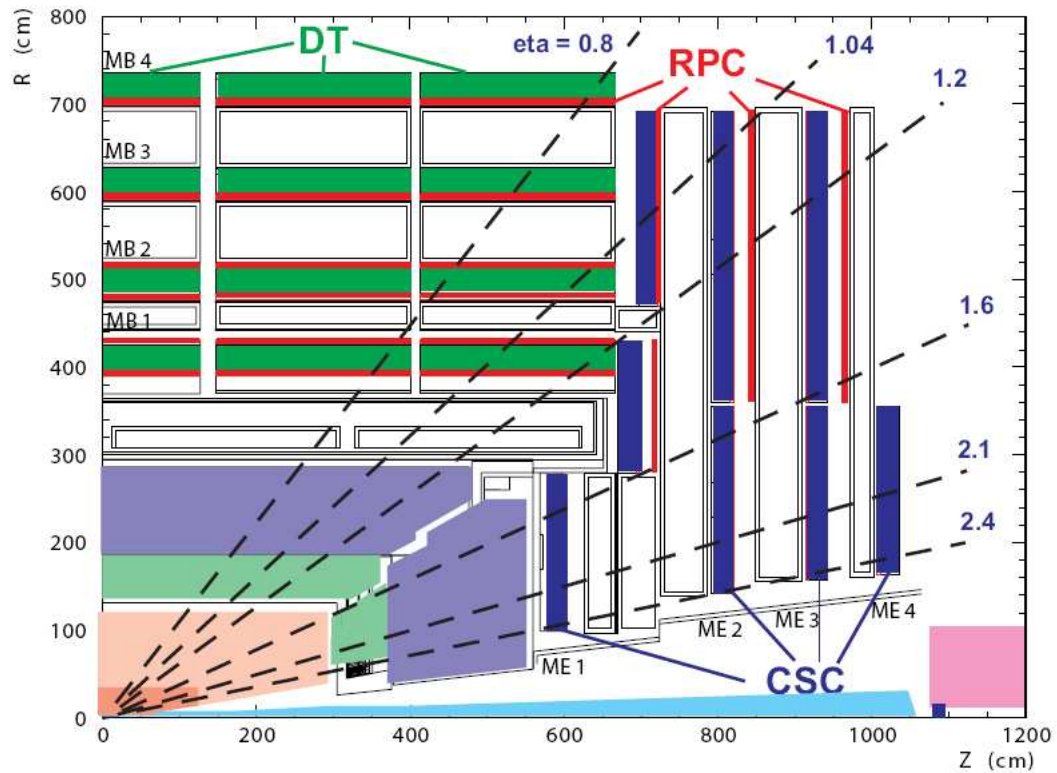 800
R (cm)
MB 4
DT
eta = 0.8
1.04
RPC
1.2
700
MB 3
600
MB 2
500
MB 1
1.6
400
300
2.1
2.4
200
100
ME 1
ME 2
ME 3
ME 4
CSC
0
0
200
400
600
800
1000
1200
Z (cm)